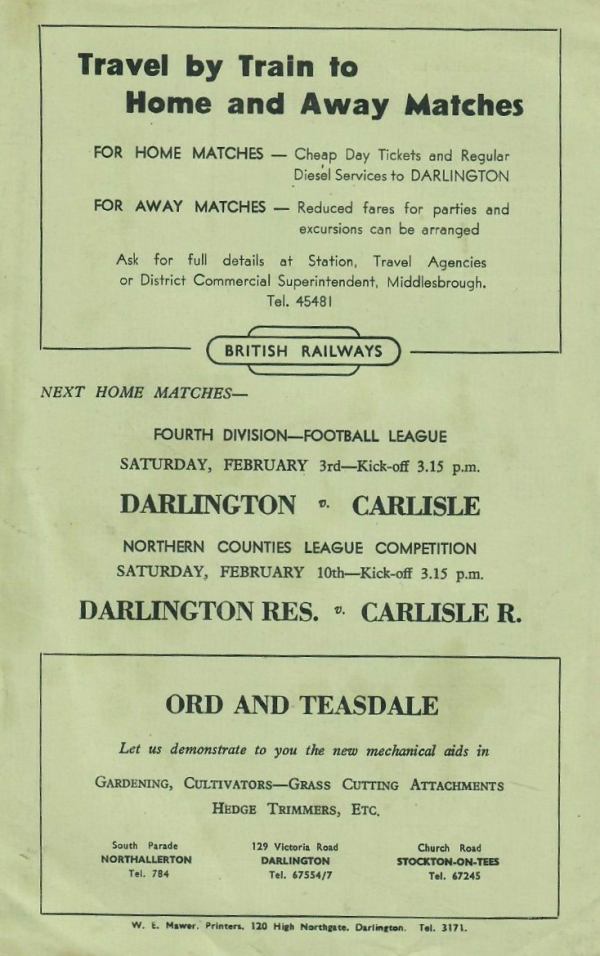 Travel by Train to
Home and Away Matches
FOR HOME MATCHES — Cheap Day Tickets and Regular
Diesel Services to DARLINGTON
FOR AWAY MATCHES — Reduced fares for parties and
excursions can be arranged
Ask for full details at Station, Travel Agencies
or District Commercial Superintendent, Middlesbrough.
Tel. 45481
BRITISH RAILWAYS
NEXT HOME MATCHES—
FOURTH DIVISION—FOOTBALL LEAGUE
SATURDAY, FEBRUARY 3rd—Kick-off 3.15 p.m.
DARLINGTON v. CARLISLE
NORTHERN COUNTIES LEAGUE COMPETITION
SATURDAY, FEBRUARY 10th—Kick-off 3.15 p.m.
DARLINGTON RES. v. CARLISLE R.
ORD AND TEASDALE
Let us demonstrate to you the new mechanical aids in
GARDENING, CULTIVATORS—GRASS CUTTING ATTACHMENTS
HEDGE TRIMMERS, ETC.
South Parade
NORTHALLERTON
Tel. 784
129 Victoria Road
DARLINGTON
Tel. 67554/7
Church Road
STOCKTON-ON-TEES
Tel. 67245
W. E. Mawer, Printers, 120 High Northgate, Darlington. Tel. 3171.